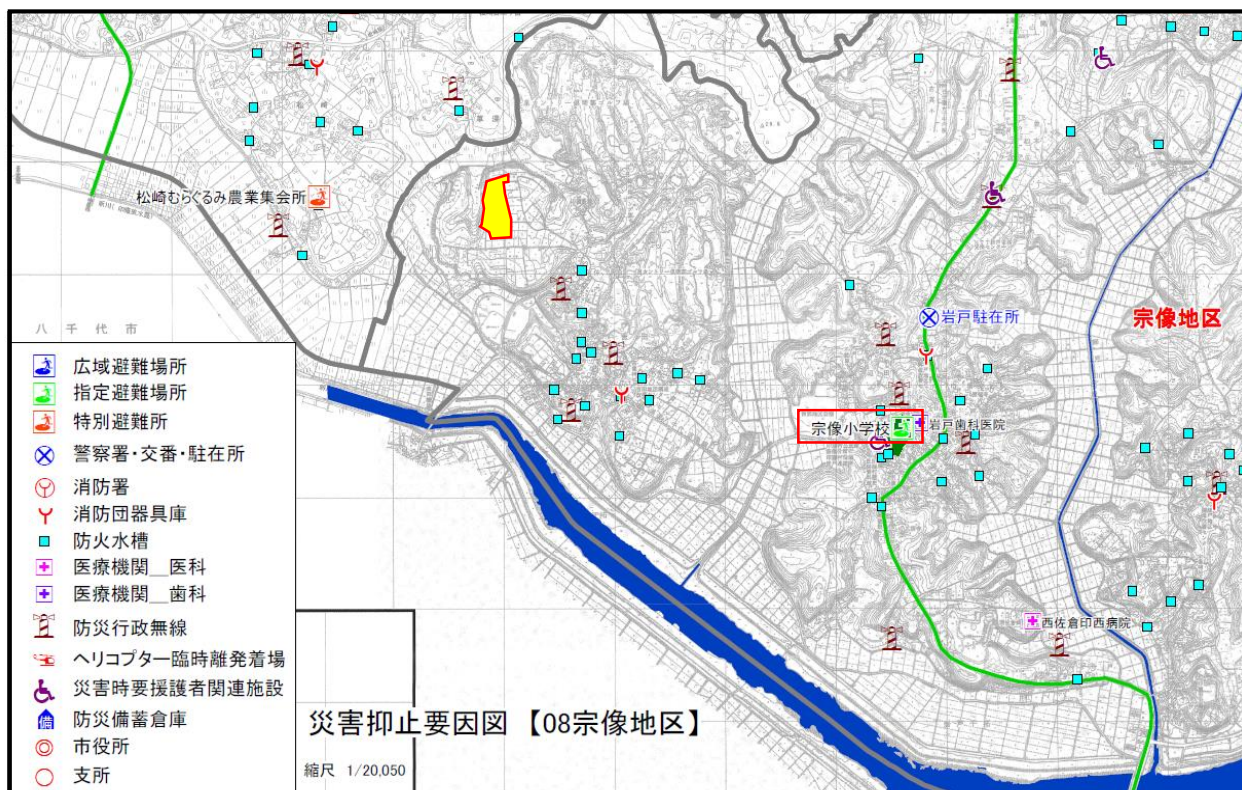 松崎むらぐるみ農業集会所
岩戸駐在所
宗像地区
八千代市
宗像小学校
岩戸歯科医院
西佐倉印西病院
広域避難場所
指定避難場所
特別避難所
警察署・交番・駐在所
消防署
消防団器具庫
防火水槽
医療機関__医科
医療機関__歯科
防災行政無線
ヘリコプター臨時離発着場
災害時要援護者関連施設
備
防災備蓄倉庫
市役所
支所
災害抑止要因図 【08宗像地区】
縮尺 1/20,050